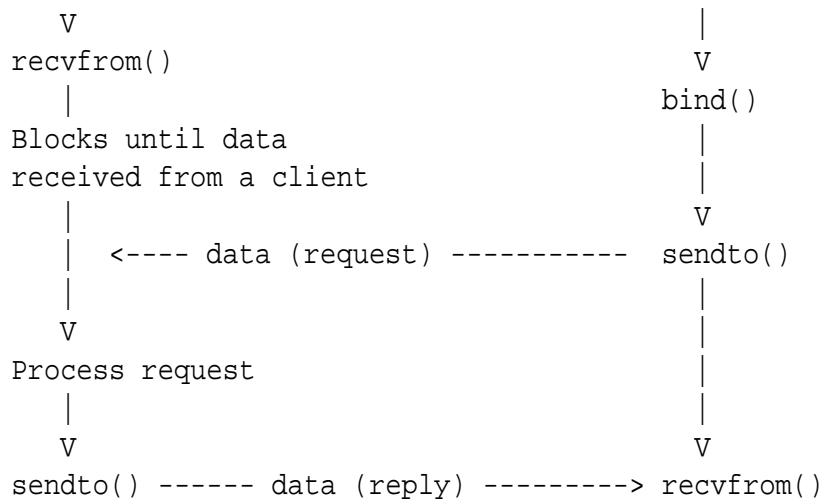 V                                       |
recvfrom()                                 V
   |                                     bind()
Blocks until data                          |
received from a client                     |
   |                                       V
   |  <---- data (request) -----------  sendto()
   |                                       |
   V                                       |
Process request                            |
   |                                       |
   V                                       V
sendto() ------ data (reply) ---------> recvfrom()